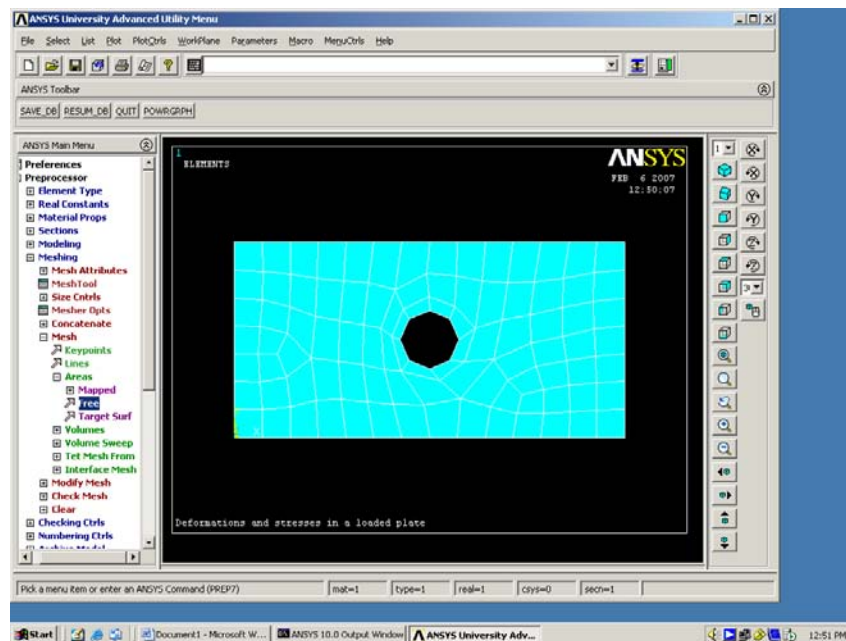 ANSYS University Advanced Utility Menu
File Select List Plot PlotCtrls WorkPlane Parameters Macro MenuCtrls Help
ANSYS Toolbar
SAVE_DB RESUM_DB QUIT POWRGRPH
ANSYS Main Menu
Preferences
Preprocessor
Element Type
Real Constants
Material Props
Sections
Modeling
Meshing
Mesh Attributes
MeshTool
Size Cntrls
Mesher Opts
Concatenate
Mesh
Keypoints
Lines
Areas
Mapped
Free
Target Surf
Volumes
Volume Sweep
Tet Mesh From
Interface Mesh
Modify Mesh
Check Mesh
Clear
Checking Ctrls
Numbering Ctrls
Archive Model
1
ELEMENTS
ANSYS
FEB 6 2007
12:50:07
X
Deformations and stresses in a loaded plate
1
3
Pick a menu item or enter an ANSYS Command (PREP7)
mat=1
type=1
real=1
csys=0
secn=1
Start
Document1 - Microsoft W...
ANSYS 10.0 Output Window
ANSYS University Adv...
12:51 PM